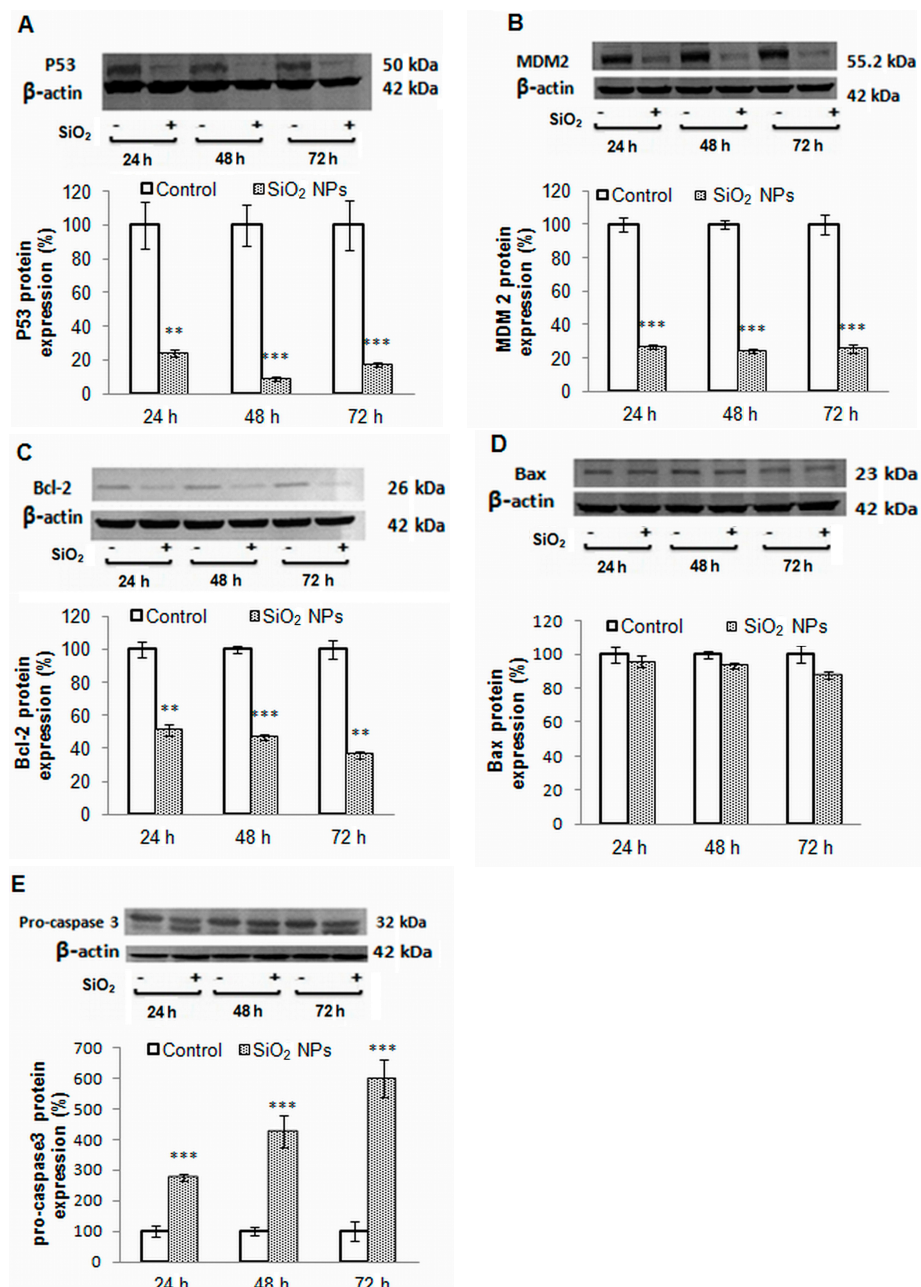 A
P53
50 kDa
β-actin
42 kDa
SiO2 - + - + - +
24 h 48 h 72 h
Control SiO2 NPs
P53 protein
expression (%)
120
100
80
60
40
20
0
**
***
***
24 h 48 h 72 h
B
MDM2
55.2 kDa
β-actin
42 kDa
SiO2 - + - + - +
24 h 48 h 72 h
Control SiO2 NPs
MDM 2 protein
expression (%)
120
100
80
60
40
20
0
***
***
***
24 h 48 h 72 h
C
Bcl-2
26 kDa
β-actin
42 kDa
SiO2 - + - + - +
24 h 48 h 72 h
Control SiO2 NPs
Bcl-2 protein
expression (%)
120
100
80
60
40
20
0
**
***
**
24 h 48 h 72 h
D
Bax
23 kDa
β-actin
42 kDa
SiO2 - + - + - +
24 h 48 h 72 h
Control SiO2 NPs
Bax protein
expression (%)
120
100
80
60
40
20
0
24 h 48 h 72 h
E
Pro-caspase 3
32 kDa
β-actin
42 kDa
SiO2 - + - + - +
24 h 48 h 72 h
Control SiO2 NPs
pro-caspase3 protein
expression (%)
700
600
500
400
300
200
100
0
***
***
***
24 h 48 h 72 h